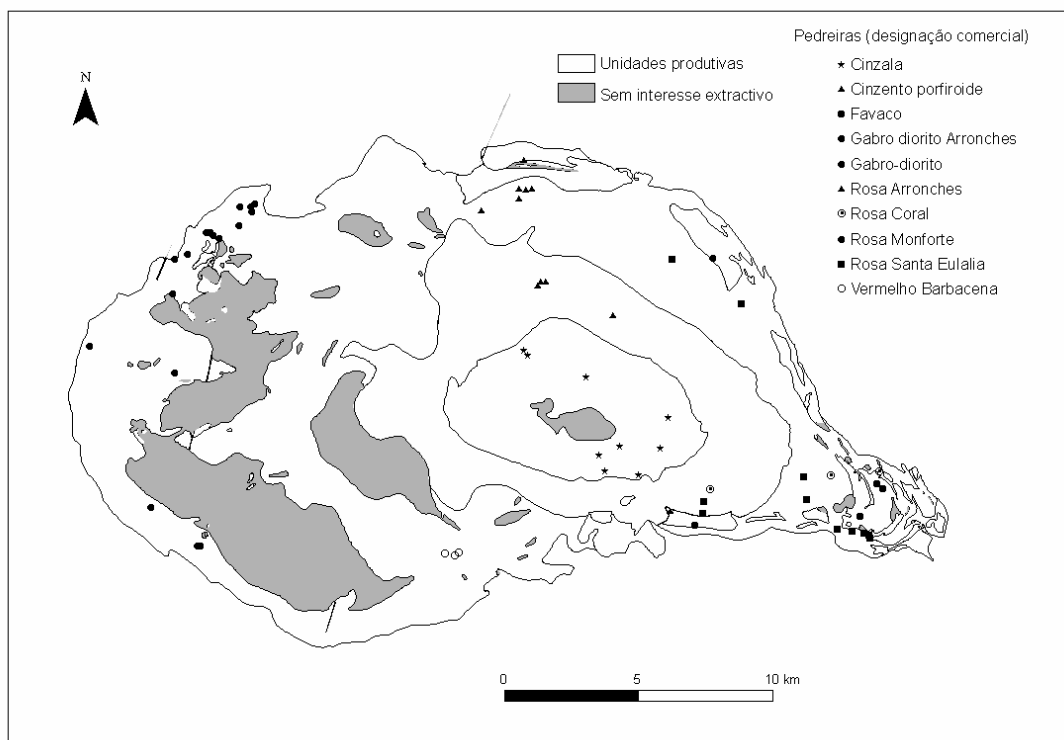 Pedreiras (designação comercial)
N
Unidades produtivas
Sem interesse extractivo
Cinzala
Cinzento porfiroide
Favaco
Gabro diorito Arronches
Gabro-diorito
Rosa Arronches
Rosa Coral
Rosa Monforte
Rosa Santa Eulalia
Vermelho Barbacena
0 5 10 km